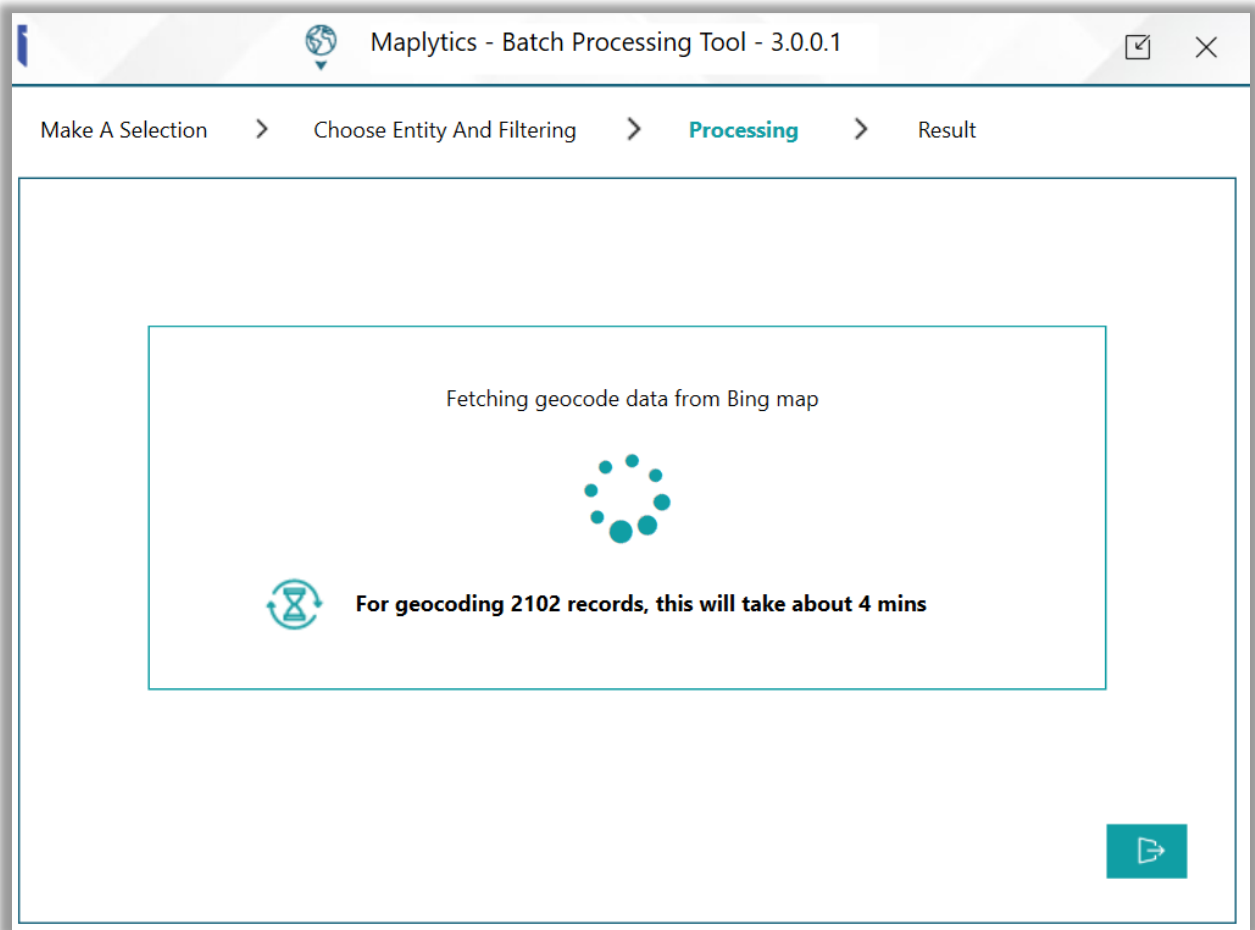 Maplytics - Batch Processing Tool - 3.0.0.1
Make A Selection > Choose Entity And Filtering > Processing > Result
Fetching geocode data from Bing map
For geocoding 2102 records, this will take about 4 mins